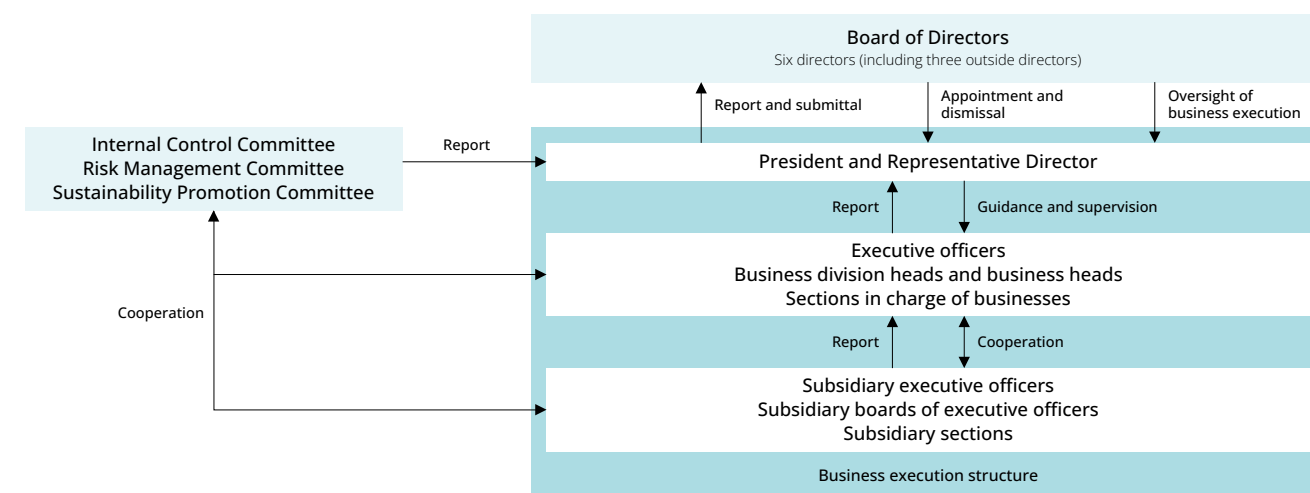 Board of Directors
Six directors (including three outside directors)
Report and submittal
Appointment and
dismissal
Oversight of
business execution
Internal Control Committee
Risk Management Committee
Sustainability Promotion Committee
Report
President and Representative Director
Report
Guidance and supervision
Executive officers
Business division heads and business heads
Sections in charge of businesses
Cooperation
Report
Cooperation
Subsidiary executive officers
Subsidiary boards of executive officers
Subsidiary sections
Business execution structure